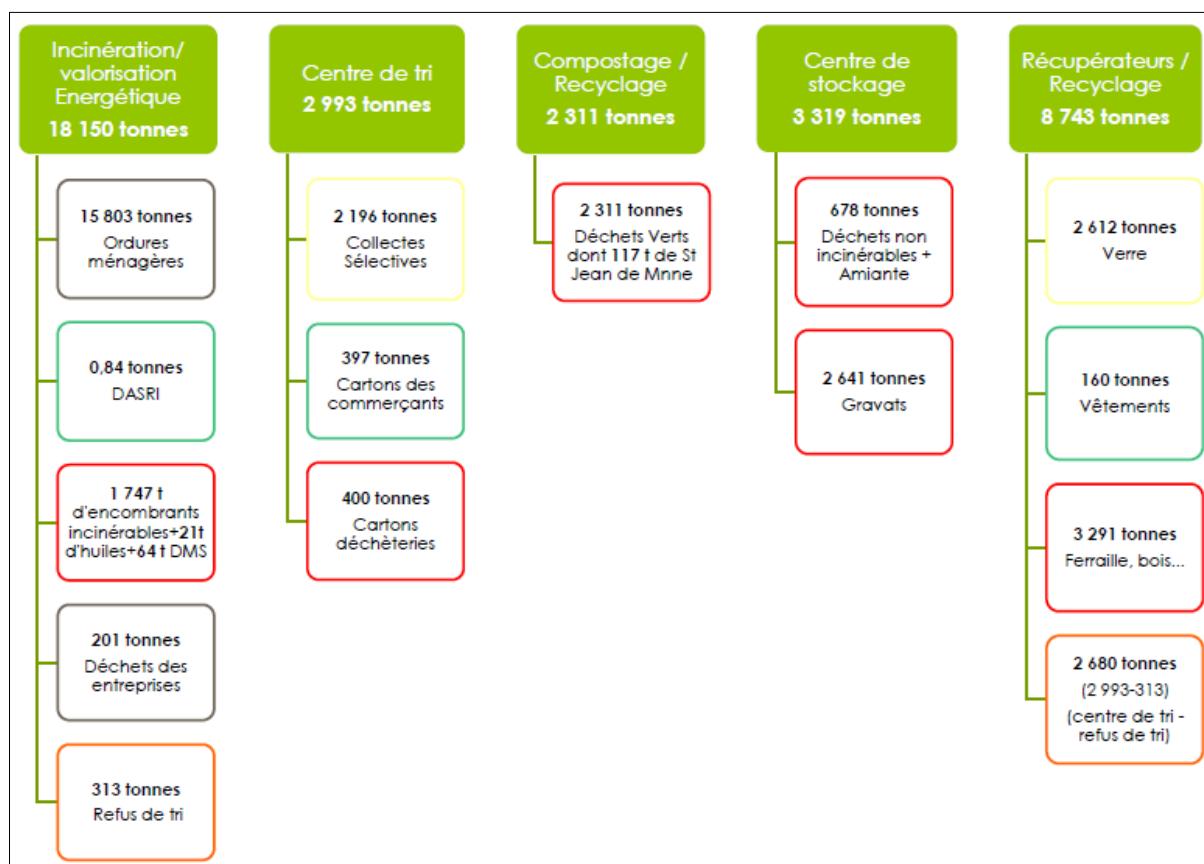 Incinération/
valorisation
Energétique
18 150 tonnes
15 803 tonnes
Ordures
ménagères
0,84 tonnes
DASRI
1 747 t
d'encombrants
incinérables+21t
d'huiles+64 t DMS
201 tonnes
Déchets des
entreprises
313 tonnes
Refus de tri
Centre de tri
2 993 tonnes
2 196 tonnes
Collectes
Sélectives
397 tonnes
Cartons des
commerçants
400 tonnes
Cartons
déchèteries
Compostage /
Recyclage
2 311 tonnes
2 311 tonnes
Déchets Verts
dont 117 t de St
Jean de Mnne
Centre de
stockage
3 319 tonnes
678 tonnes
Déchets non
incinérables +
Amiante
2 641 tonnes
Gravats
Récupérateurs /
Recyclage
8 743 tonnes
2 612 tonnes
Verre
160 tonnes
Vêtements
3 291 tonnes
Ferraille, bois...
2 680 tonnes
(2 993-313)
(centre de tri -
refus de tri)